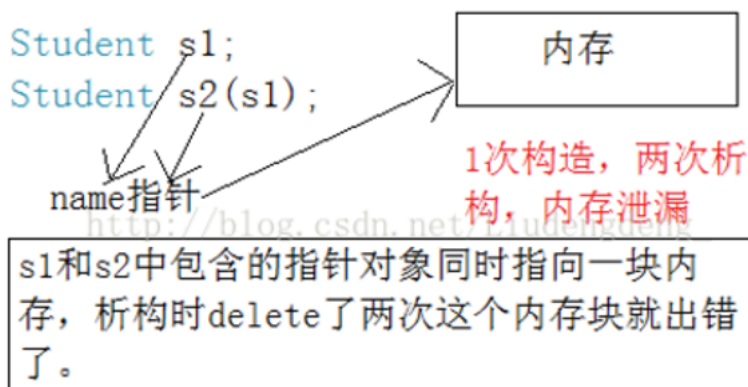 Student s1;
内存
Student s2(s1);
1次构造，两次析
name指针
构，内存泄漏
http://blog.csdn.net/Liudengdeng
s1和s2中包含的指针对象同时指向一块内
存，析构时delete了两次这个内存块就出错
了。